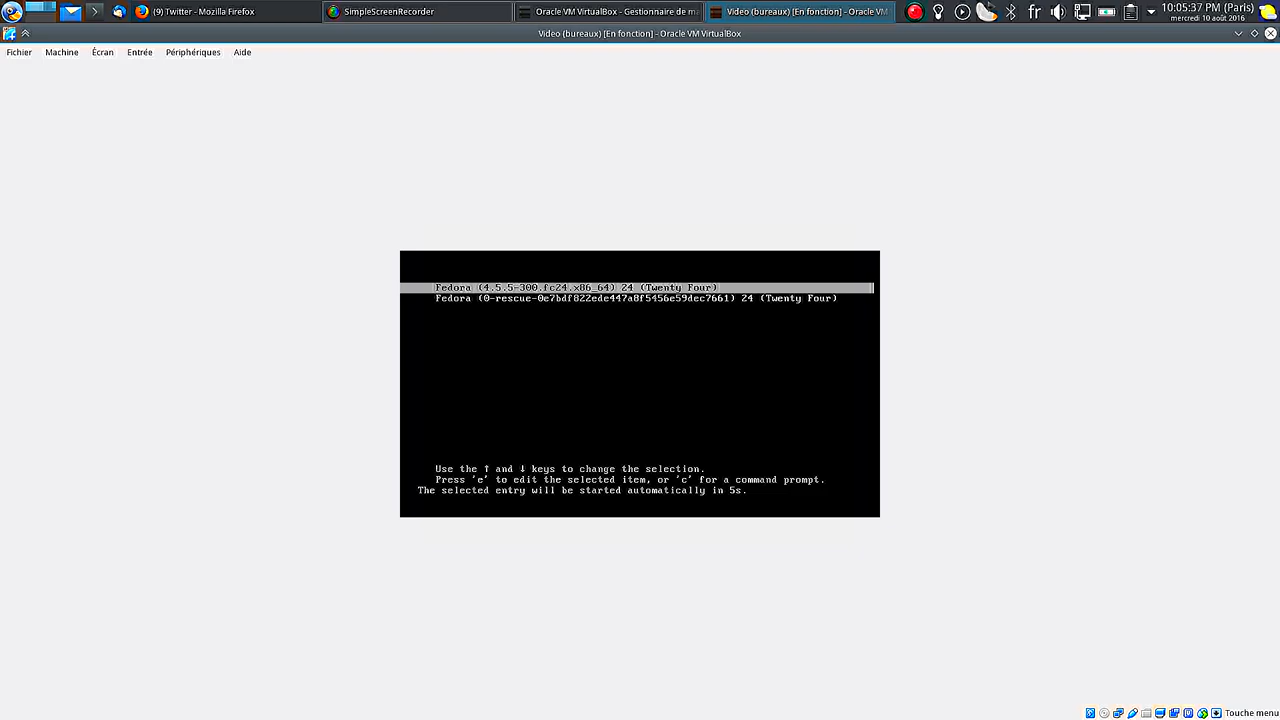 (9) Twitter - Mozilla Firefox
SimpleScreenRecorder
Oracle VM VirtualBox - Gestionnaire de m
Video (bureaux) [En fonction] - Oracle VM
fr
10:05:37 PM (Paris)
mercredi 10 août 2016
Video (bureaux) [En fonction] - Oracle VM VirtualBox
Fichier Machine Écran Entrée Périphériques Aide
Fedora (4.5.5-300.fc24.x86_64) 24 (Twenty Four)
Fedora (0-rescue-0e7bdf822ede447a8f5456e59dec7661) 24 (Twenty Four)
Use the ↑ and ↓ keys to change the selection.
Press 'e' to edit the selected item, or 'c' for a command prompt.
The selected entry will be started automatically in 5s.
Touche menu